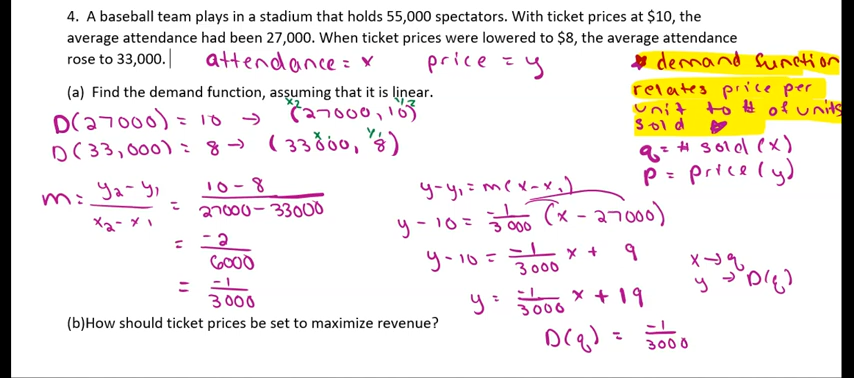 4. A baseball team plays in a stadium that holds 55,000 spectators. With ticket prices at $10, the
average attendance had been 27,000. When ticket prices were lowered to $8, the average attendance
rose to 33,000.
attendance = x    price = y
* demand function
relates price per
unit to # of units
sold
q = # sold (x)
p = price (y)
(a) Find the demand function, assuming that it is linear.
x2    y2
D(27000) = 10 → (27000, 10)
x1    y1
D(33,000) = 8 → (33000, 8)
m = y2 - y1 / x2 - x1 = 10 - 8 / 27000 - 33000
= -2 / 6000
= -1 / 3000
y - y1 = m(x - x1)
y - 10 = -1/3000 (x - 27000)
y - 10 = -1/3000 x + 9
y = -1/3000 x + 19
x → q
y → D(q)
D(q) = -1/3000
(b)How should ticket prices be set to maximize revenue?